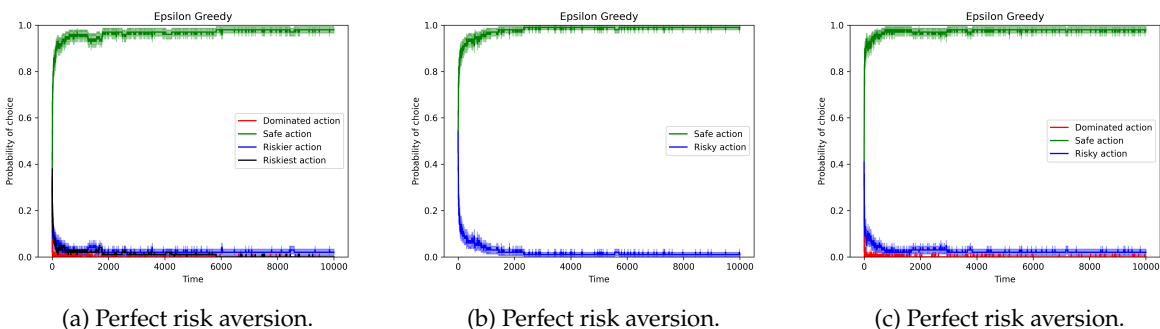 Epsilon Greedy
1.0
0.8
0.6
0.4
0.2
0.0
Probability of choice
Dominated action
Safe action
Riskier action
Riskiest action
0 2000 4000 6000 8000 10000
Time
(a) Perfect risk aversion.
Epsilon Greedy
1.0
0.8
0.6
0.4
0.2
0.0
Probability of choice
Safe action
Risky action
0 2000 4000 6000 8000 10000
Time
(b) Perfect risk aversion.
Epsilon Greedy
1.0
0.8
0.6
0.4
0.2
0.0
Probability of choice
Dominated action
Safe action
Risky action
0 2000 4000 6000 8000 10000
Time
(c) Perfect risk aversion.